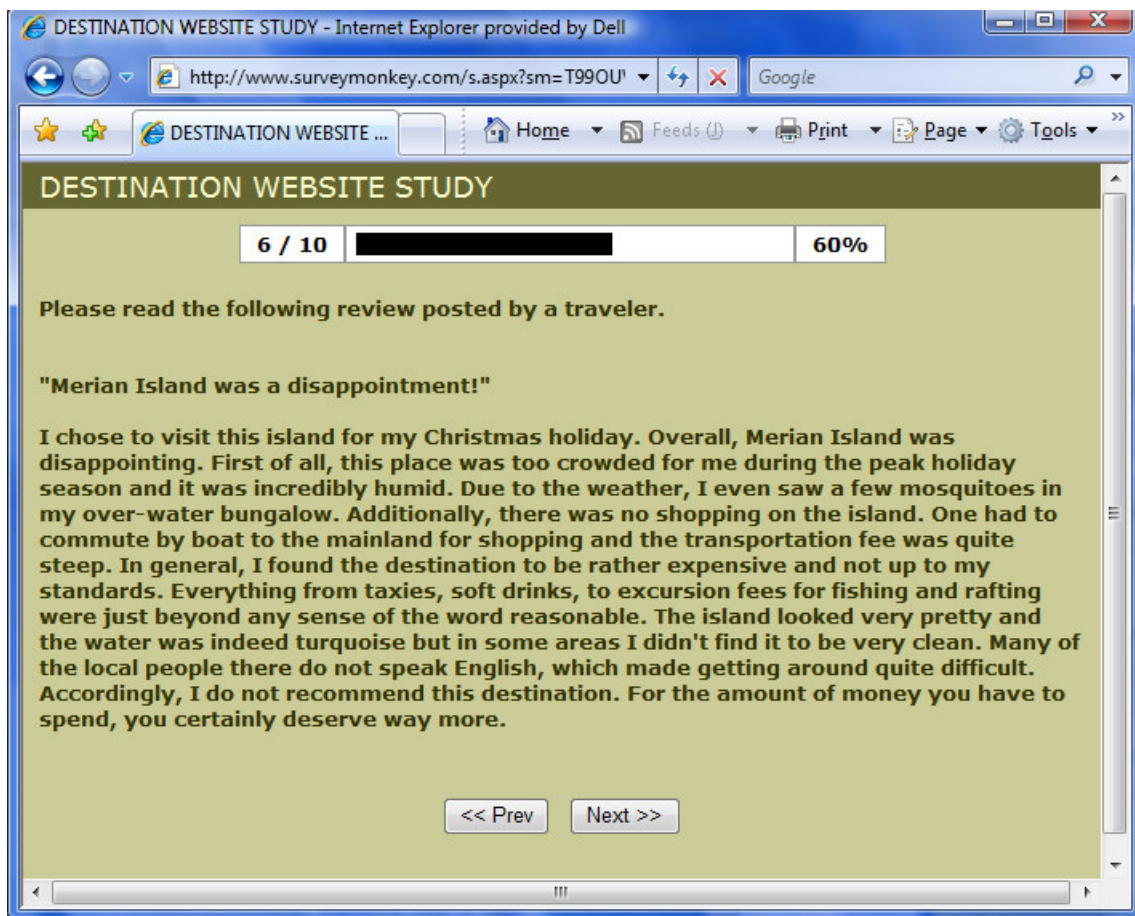 DESTINATION WEBSITE STUDY - Internet Explorer provided by Dell
http://www.surveymonkey.com/s.aspx?sm=T99OU'
Google
DESTINATION WEBSITE ...
Home
Feeds (J)
Print
Page
Tools
DESTINATION WEBSITE STUDY
6 / 10
60%
Please read the following review posted by a traveler.
"Merian Island was a disappointment!"
I chose to visit this island for my Christmas holiday. Overall, Merian Island was
disappointing. First of all, this place was too crowded for me during the peak holiday
season and it was incredibly humid. Due to the weather, I even saw a few mosquitoes in
my over-water bungalow. Additionally, there was no shopping on the island. One had to
commute by boat to the mainland for shopping and the transportation fee was quite
steep. In general, I found the destination to be rather expensive and not up to my
standards. Everything from taxies, soft drinks, to excursion fees for fishing and rafting
were just beyond any sense of the word reasonable. The island looked very pretty and
the water was indeed turquoise but in some areas I didn't find it to be very clean. Many of
the local people there do not speak English, which made getting around quite difficult.
Accordingly, I do not recommend this destination. For the amount of money you have to
spend, you certainly deserve way more.
<< Prev
Next >>